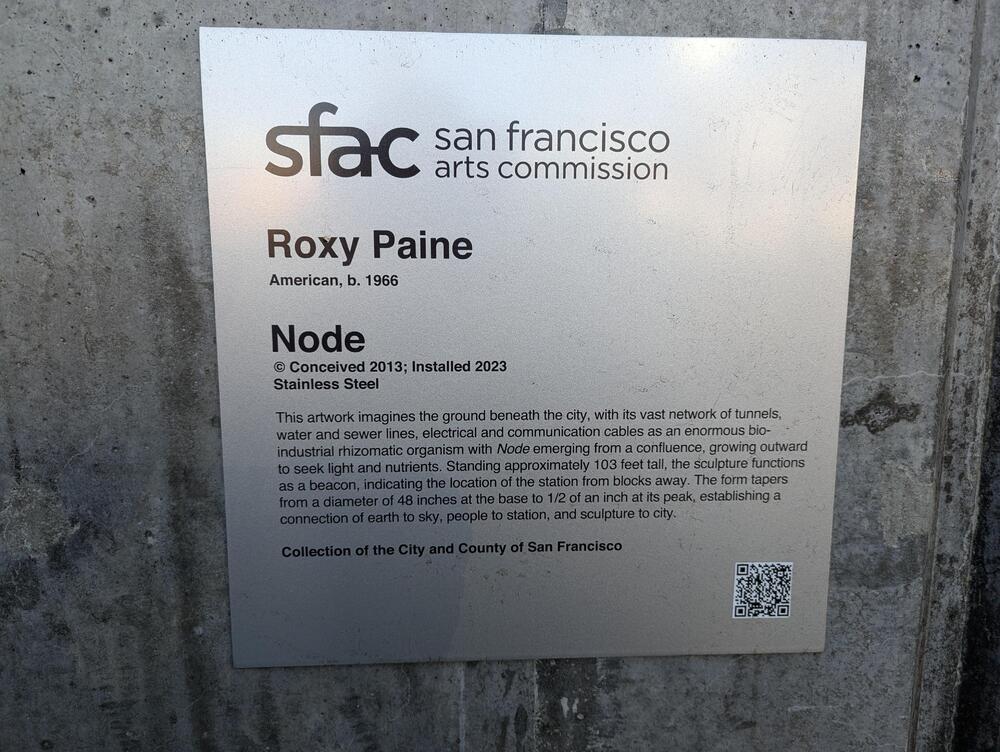 sfac san francisco
arts commission
Roxy Paine
American, b. 1966
Node
© Conceived 2013; Installed 2023
Stainless Steel
This artwork imagines the ground beneath the city, with its vast network of tunnels,
water and sewer lines, electrical and communication cables as an enormous bio-
industrial rhizomatic organism with Node emerging from a confluence, growing outward
to seek light and nutrients. Standing approximately 103 feet tall, the sculpture functions
as a beacon, indicating the location of the station from blocks away. The form tapers
from a diameter of 48 inches at the base to 1/2 of an inch at its peak, establishing a
connection of earth to sky, people to station, and sculpture to city.
Collection of the City and County of San Francisco